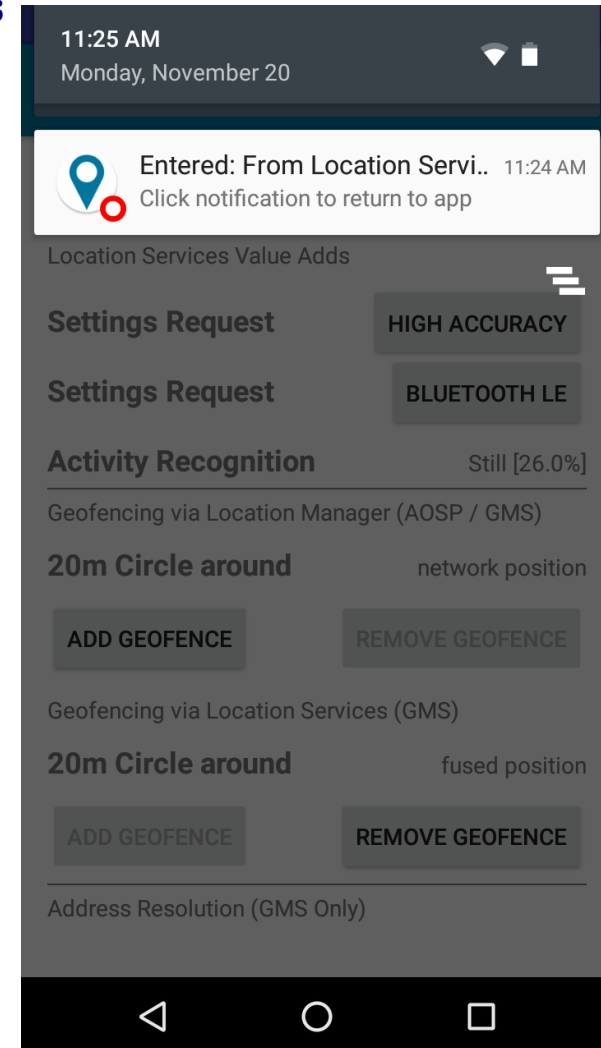 11:25 AM
Monday, November 20
Entered: From Location Servi.. 11:24 AM
Click notification to return to app
Location Services Value Adds
Settings Request HIGH ACCURACY
Settings Request BLUETOOTH LE
Activity Recognition Still [26.0%]
Geofencing via Location Manager (AOSP / GMS)
20m Circle around network position
ADD GEOFENCE REMOVE GEOFENCE
Geofencing via Location Services (GMS)
20m Circle around fused position
ADD GEOFENCE REMOVE GEOFENCE
Address Resolution (GMS Only)